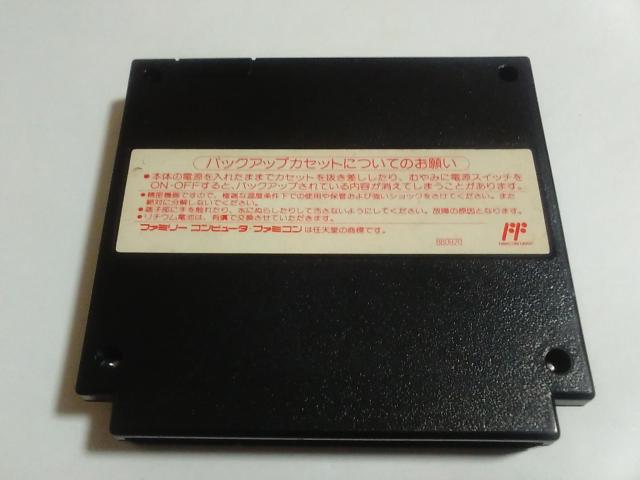 バックアップカセットについてのお願い
●本体の電源を入れたままでカセットを抜き差ししたり、むやみに電源スイッチを
ON・OFFすると、バックアップされている内容が消えてしまうことがあります。
●精密機器ですので、極端な温度条件下での使用や保管および強いショックをさけてください。また
絶対に分解しないでください。
●端子部に手を触れたり、水にぬらしたりして汚さないようにしてください。故障の原因となります。
●リチウム電池は、有償で交換させていただきます。
ファミリー コンピュータ・ファミコンは任天堂の商標です。